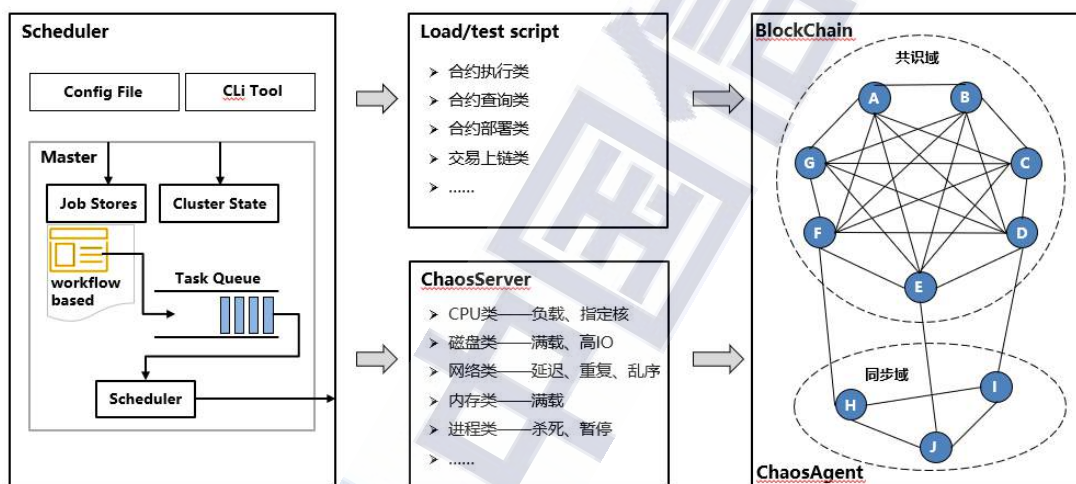 Scheduler
Config File
CLi Tool
Master
Job Stores
Cluster State
workflow
based
Task Queue
Scheduler
Load/test script
➢ 合约执行类
➢ 合约查询类
➢ 合约部署类
➢ 交易上链类
➢ ......
ChaosServer
➢ CPU类——负载、指定核
➢ 磁盘类——满载、高IO
➢ 网络类——延迟、重复、乱序
➢ 内存类——满载
➢ 进程类——杀死、暂停
➢ ......
BlockChain
共识域
A
B
G
C
F
D
E
同步域
H
I
J
ChaosAgent